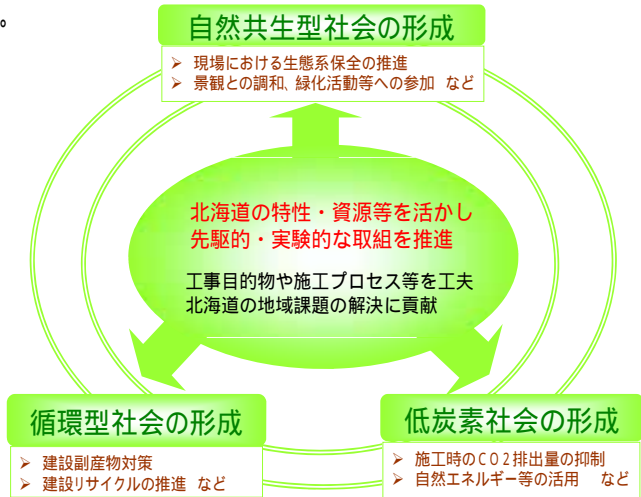 。
自然共生型社会の形成
➢ 現場における生態系保全の推進
➢ 景観との調和、緑化活動等への参加 など
北海道の特性・資源等を活かし
先駆的・実験的な取組を推進
工事目的物や施工プロセス等を工夫
北海道の地域課題の解決に貢献
循環型社会の形成
➢ 建設副産物対策
➢ 建設リサイクルの推進 など
低炭素社会の形成
➢ 施工時のCO2排出量の抑制
➢ 自然エネルギー等の活用 など